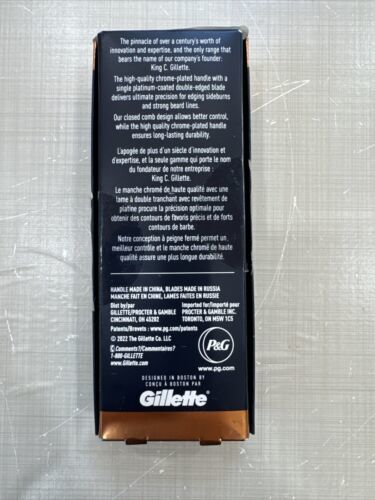 The pinnacle of over a century's worth of
innovation and expertise, and the only range that
bears the name of our company's founder:
King C. Gillette.
The high-quality chrome-plated handle with a
single platinum-coated double-edged blade
delivers ultimate precision for edging sideburns
and strong beard lines.
Our closed comb design allows better control,
while the high quality chrome-plated handle
ensures long-lasting durability.
L'apogée de plus d'un siècle d'innovation et
d'expertise, et la seule gamme qui porte le nom
du fondateur de notre entreprise :
King C. Gillette.
Le manche chromé de haute qualité avec une
lame à double tranchant avec revêtement de
platine procure la précision optimale pour
obtenir des contours de favoris précis et de forts
contours de barbe.
Notre conception à peigne fermé permet un
meilleur contrôle et le manche chromé de haute
qualité assure une plus longue durabilité.
HANDLE MADE IN CHINA, BLADES MADE IN RUSSIA
MANCHE FAIT EN CHINE, LAMES FAITES EN RUSSIE
Dist by/par
GILLETTE/PROCTER & GAMBLE
CINCINNATI, OH 45202
Imported for/Importé pour
PROCTER & GAMBLE INC.
TORONTO, ON M5W 1C5
Patents/Brevets : www.pg.com/patents
© 2022 The Gillette Co. LLC
Comments?/Commentaires?
1-800-GILLETTE
www.Gillette.com
P&G
www.pg.com
DESIGNED IN BOSTON BY
CONÇU À BOSTON PAR
Gillette